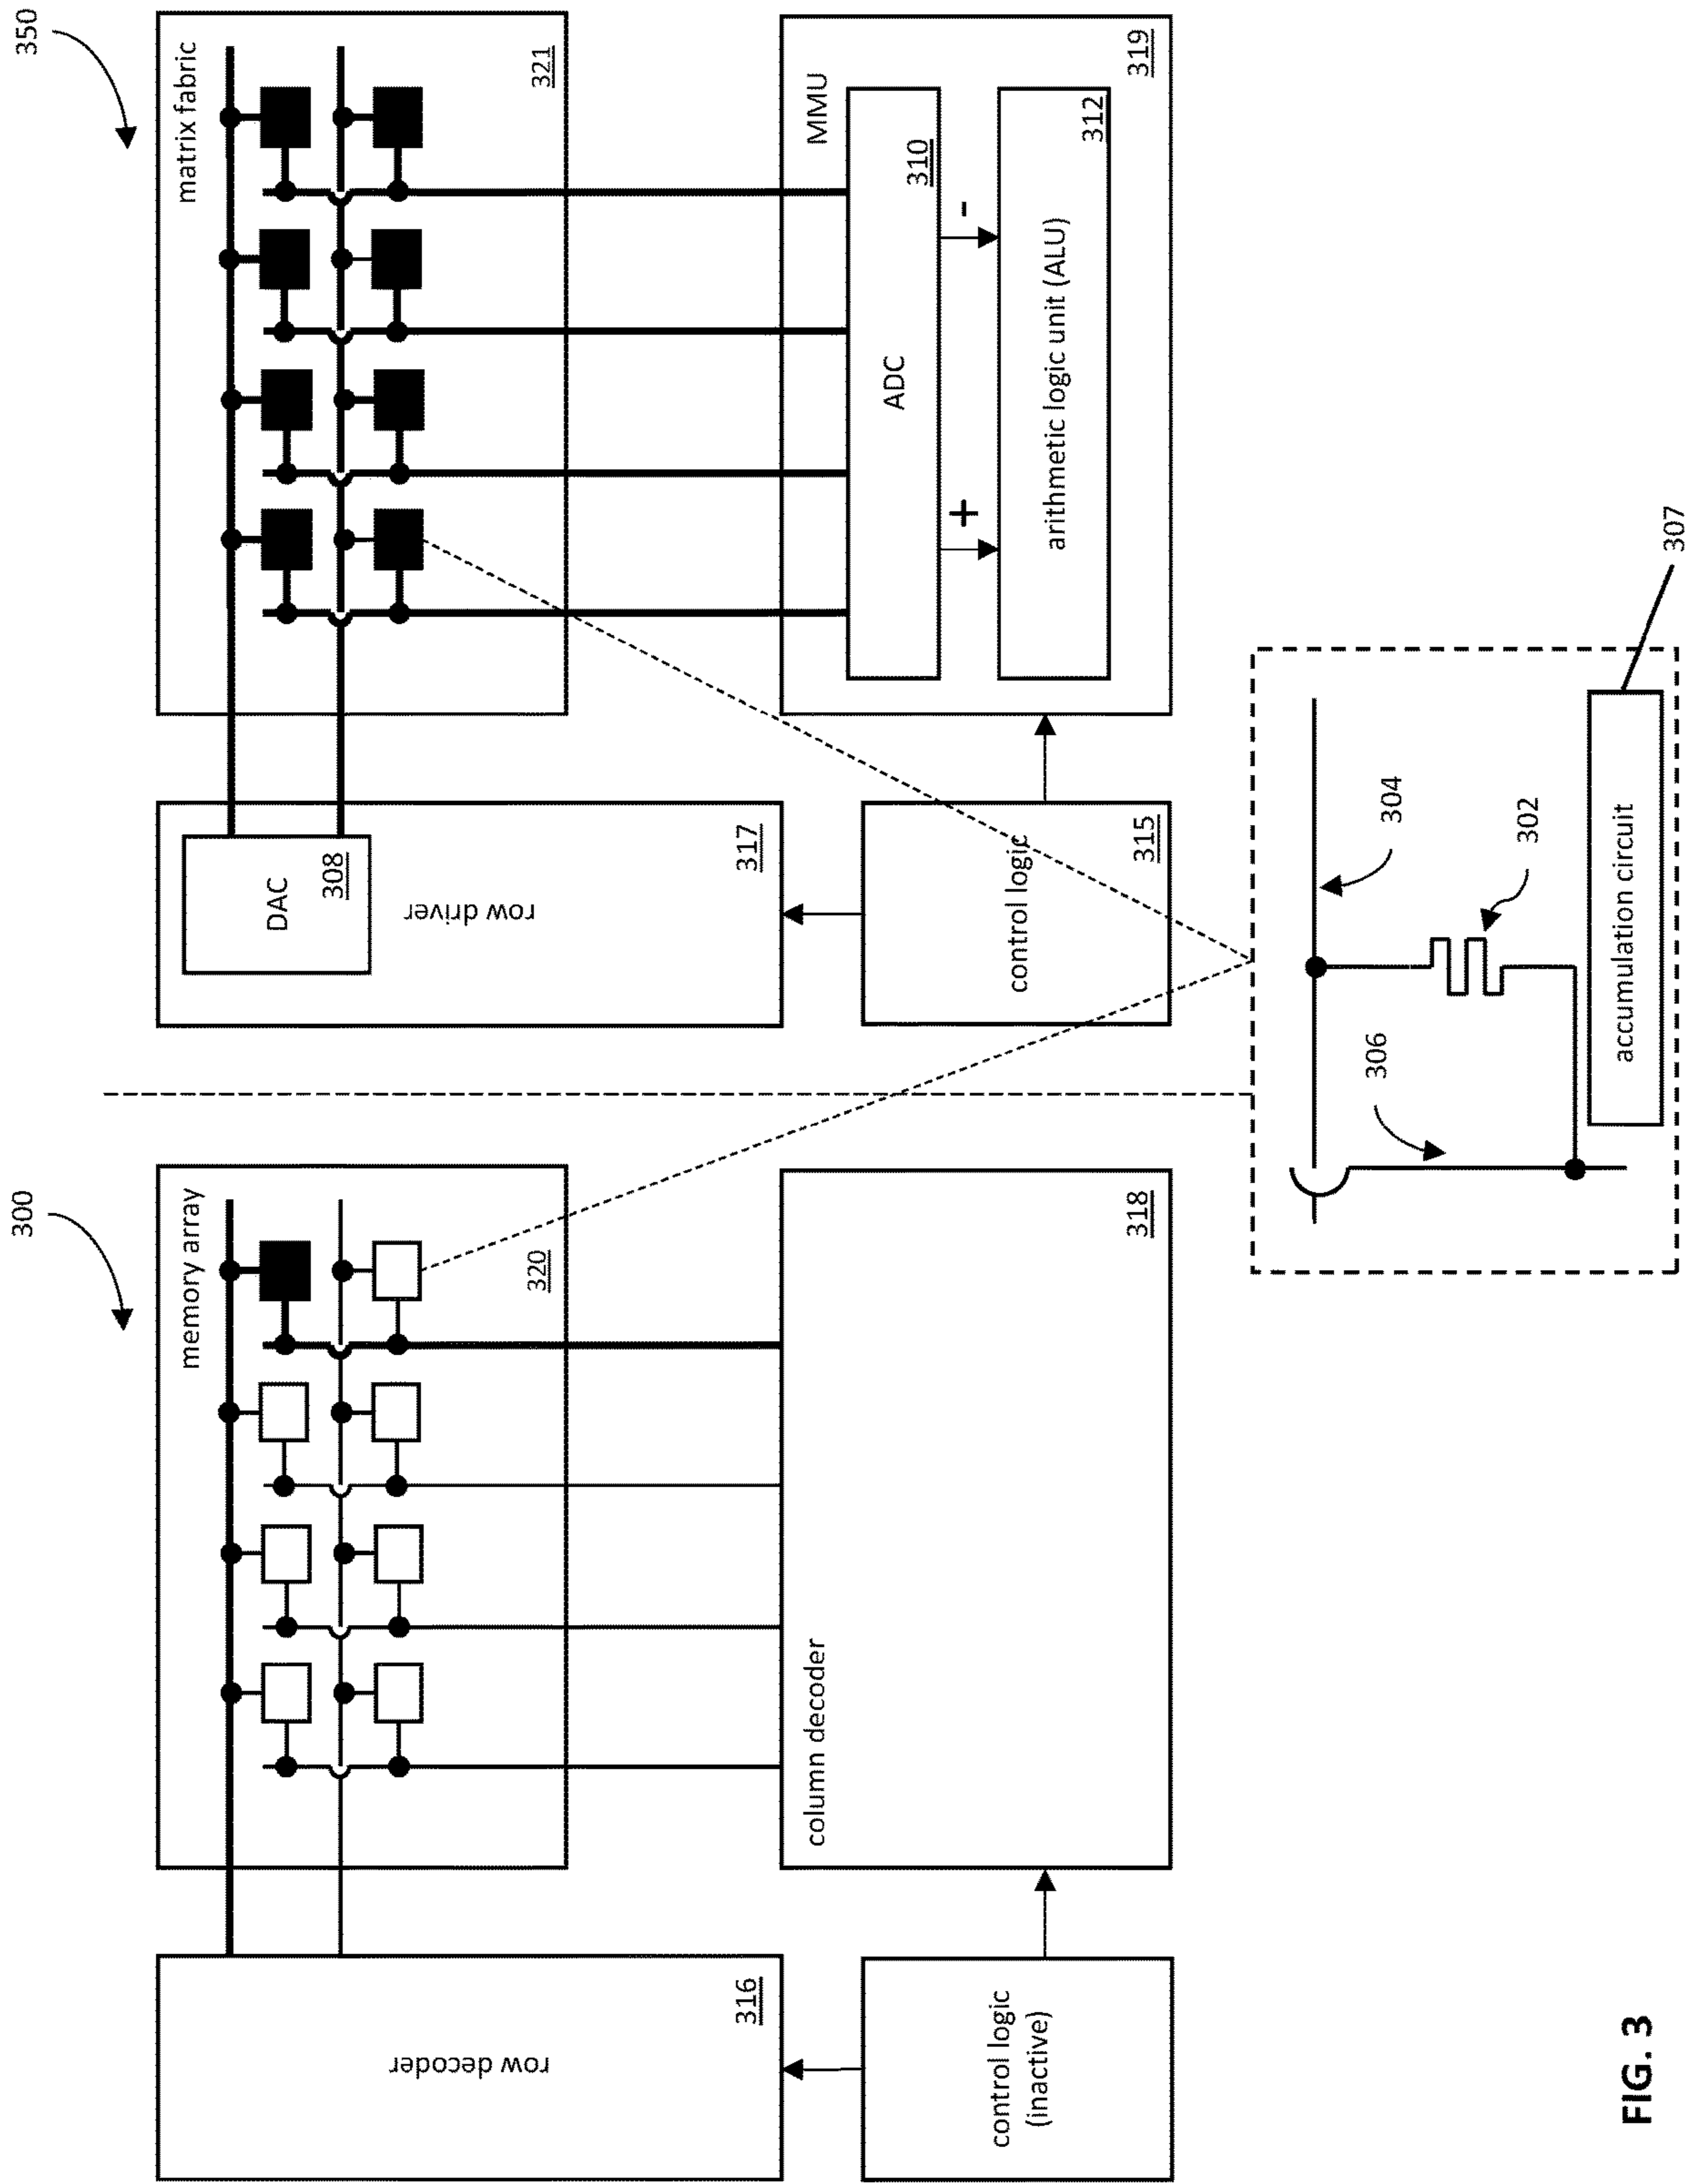 300
memory array
320
row decoder
316
column decoder
318
control logic
(inactive)
350
matrix fabric
321
DAC
308
row driver
317
MMU
ADC
310
+
-
arithmetic logic unit (ALU)
312
319
control logic
315
304
302
306
accumulation circuit
307
FIG. 3